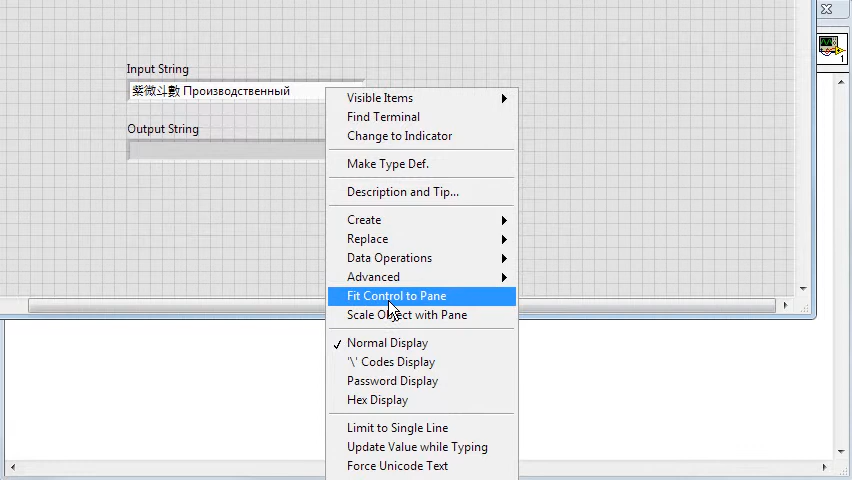 Input String
紫微斗數 Производственный
Output String
Visible Items
Find Terminal
Change to Indicator
Make Type Def.
Description and Tip...
Create
Replace
Data Operations
Advanced
Fit Control to Pane
Scale Object with Pane
Normal Display
'\' Codes Display
Password Display
Hex Display
Limit to Single Line
Update Value while Typing
Force Unicode Text
1